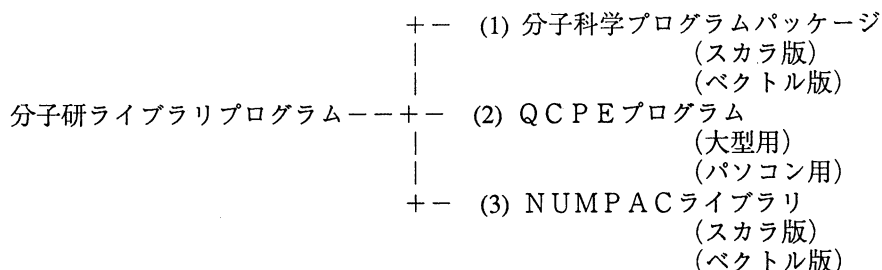 +－ (1) 分子科学プログラムパッケージ
| (スカラ版)
| (ベクトル版)
分子研ライブラリプログラム－－+－ (2) ＱＣＰＥプログラム
| (大型用)
| (パソコン用)
+－ (3) ＮＵＭＰＡＣライブラリ
(スカラ版)
(ベクトル版)